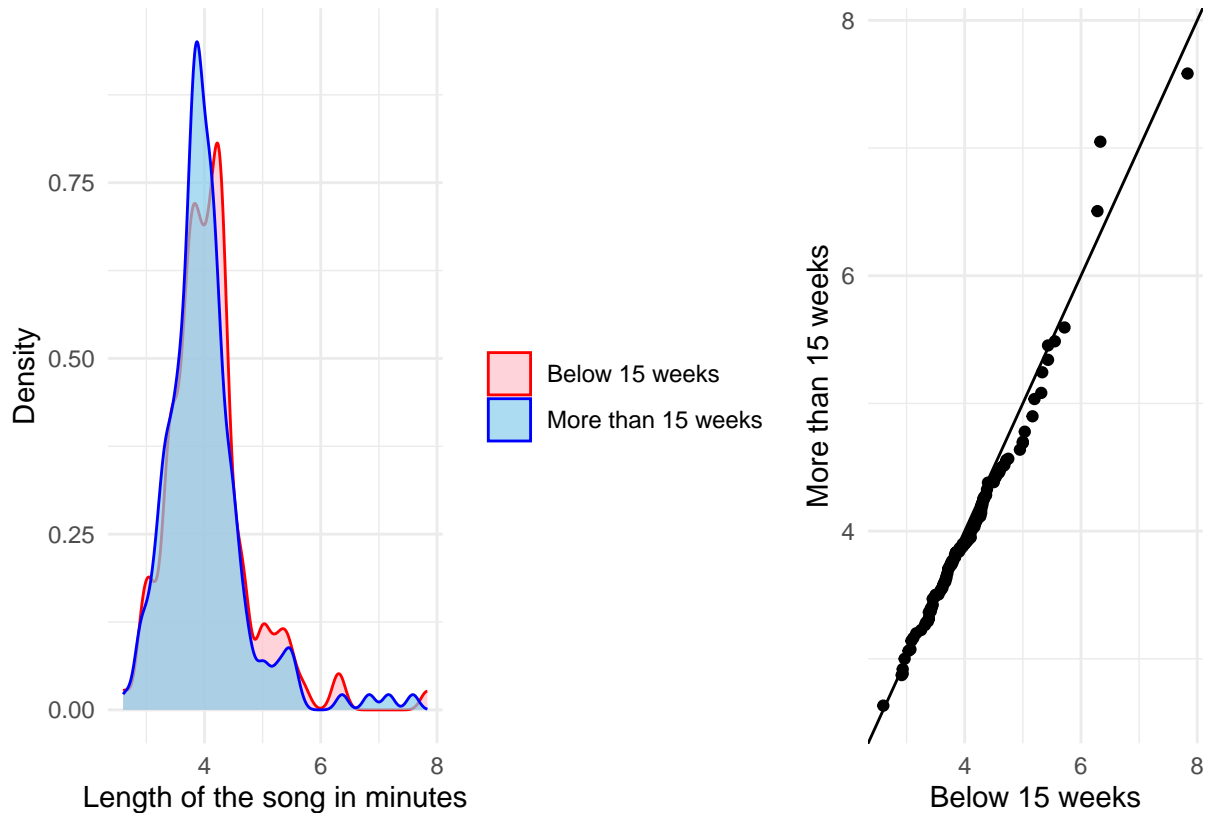 Density
0.75
0.50
0.25
0.00
4 6 8
Length of the song in minutes
Below 15 weeks
More than 15 weeks
More than 15 weeks
8
6
4
4 6 8
Below 15 weeks